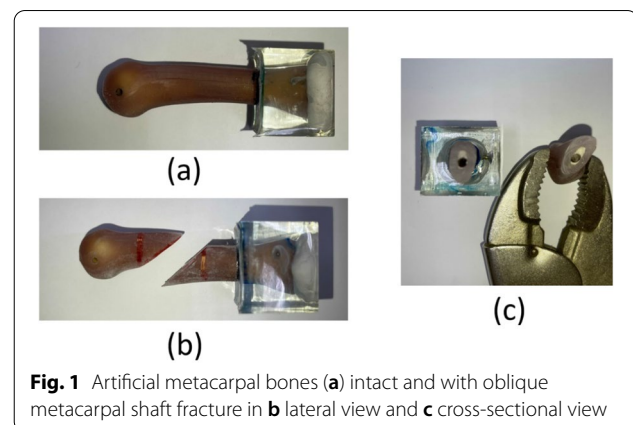 (a)
(b)
(c)
Fig. 1 Artificial metacarpal bones (a) intact and with oblique
metacarpal shaft fracture in b lateral view and c cross-sectional view